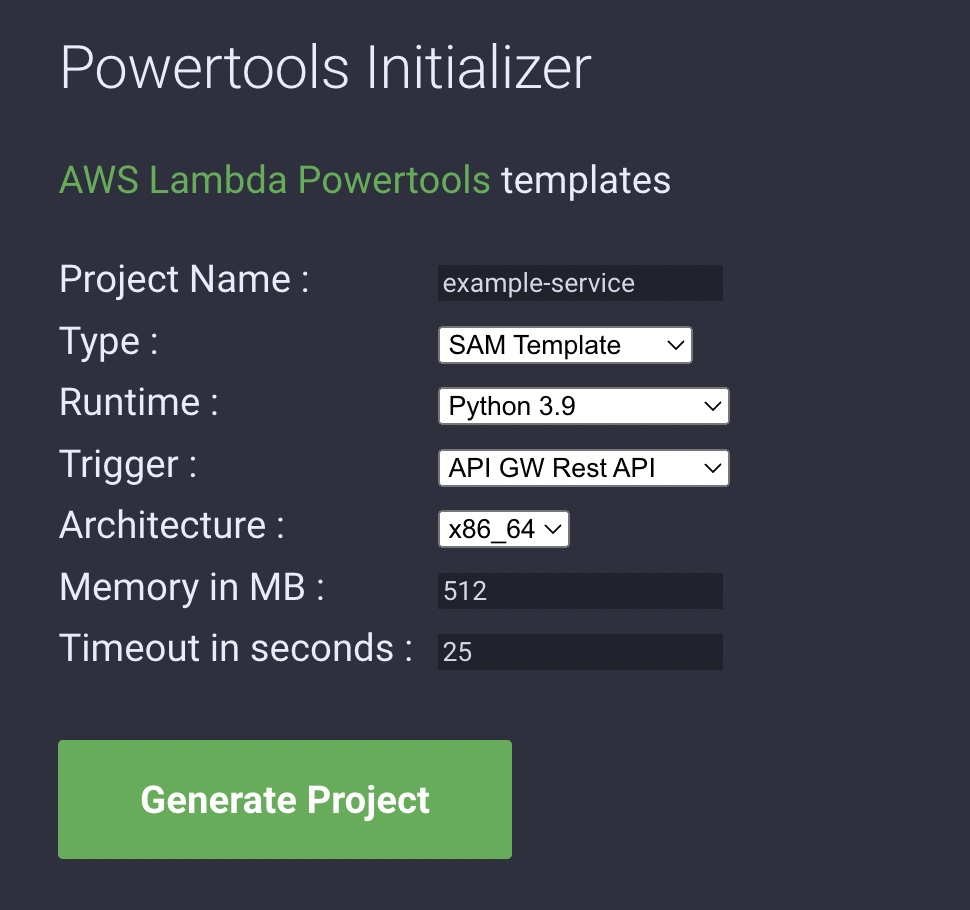 Powertools Initializer
AWS Lambda Powertools templates
Project Name : example-service
Type : SAM Template
Runtime : Python 3.9
Trigger : API GW Rest API
Architecture : x86_64
Memory in MB : 512
Timeout in seconds : 25
Generate Project